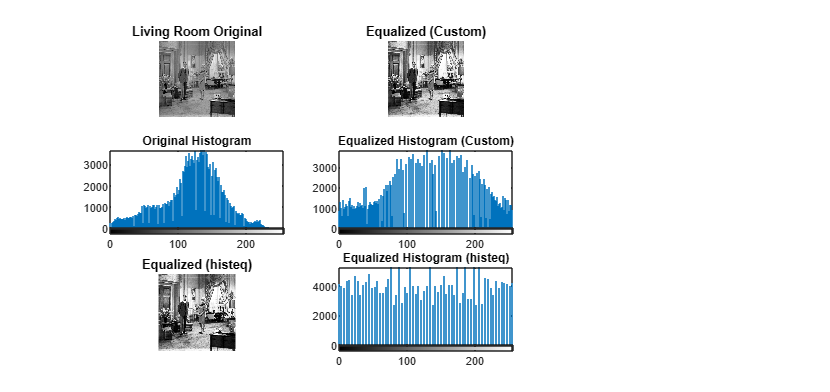 Living Room Original
Equalized (Custom)
Original Histogram
3000
2000
1000
0
0 100 200
Equalized Histogram (Custom)
3000
2000
1000
0
0 100 200
Equalized (histeq)
Equalized Histogram (histeq)
4000
2000
0
0 100 200